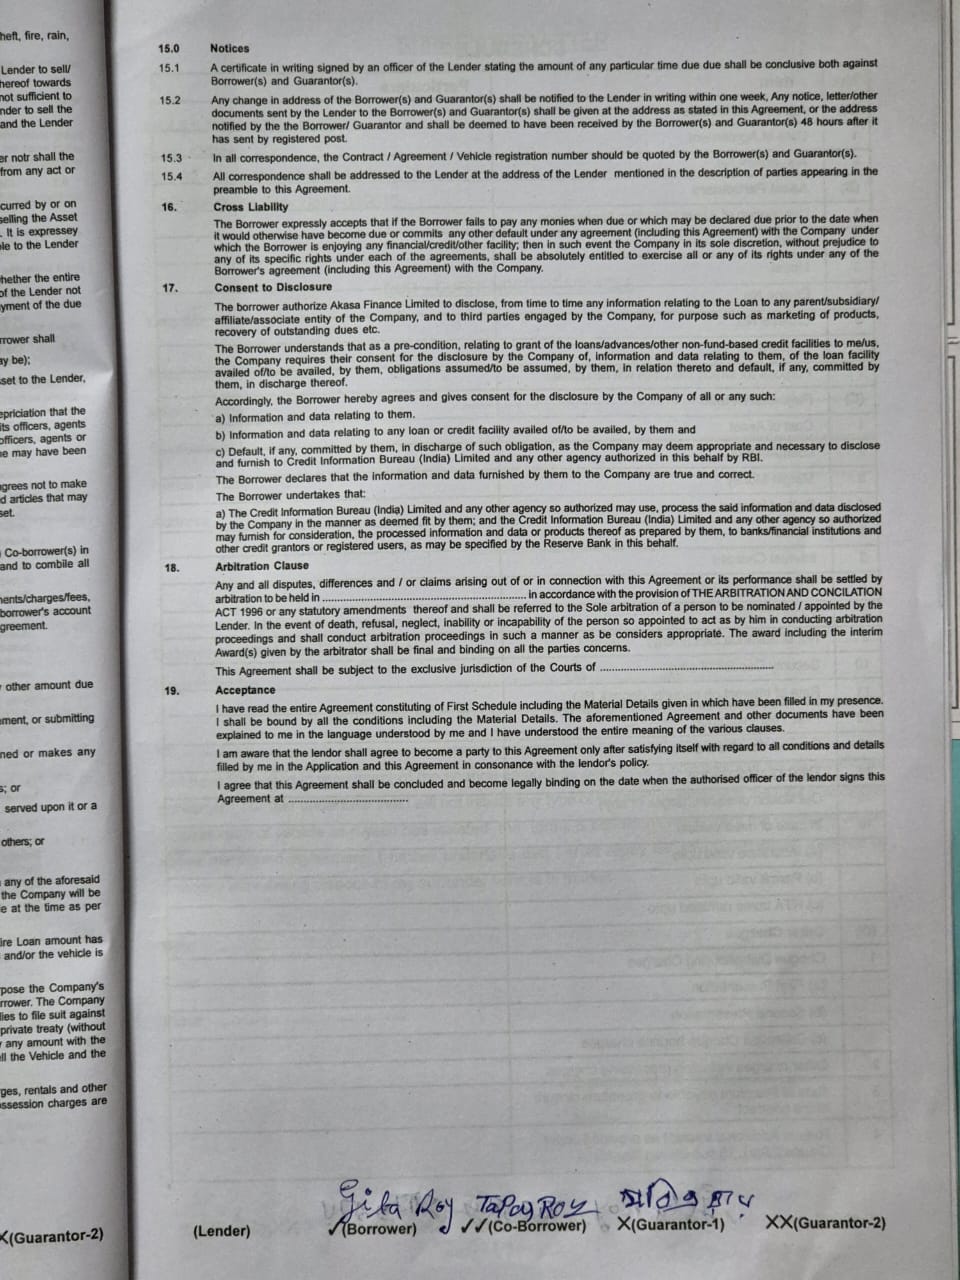 heft, fire, rain,
Lender to sell/
hereof towards
not sufficient to
nder to sell the
and the Lender
er notr shall the
from any act or
curred by or on
selling the Asset
. It is expressey
le to the Lender
hether the entire
of the Lender not
yment of the due
rrower shall
ay be);
sset to the Lender,
epriciation that the
its officers, agents
officers, agents or
e may have been
agrees not to make
d articles that may
set.
Co-borrower(s) in
and to combile all
ments/charges/fees,
borrower's account
greement.
other amount due
ement, or submitting
ned or makes any
s; or
served upon it or a
others; or
any of the aforesaid
the Company will be
e at the time as per
ire Loan amount has
and/or the vehicle is
pose the Company's
rrower. The Company
lies to file suit against
private treaty (without
any amount with the
ll the Vehicle and the
ges, rentals and other
ossession charges are
X(Guarantor-2)
15.0 Notices
15.1 A certificate in writing signed by an officer of the Lender stating the amount of any particular time due due shall be conclusive both against
Borrower(s) and Guarantor(s).
15.2 Any change in address of the Borrower(s) and Guarantor(s) shall be notified to the Lender in writing within one week, Any notice, letter/other
documents sent by the Lender to the Borrower(s) and Guarantor(s) shall be given at the address as stated in this Agreement, or the address
notified by the the Borrower/ Guarantor and shall be deemed to have been received by the Borrower(s) and Guarantor(s) 48 hours after it
has sent by registered post.
15.3 In all correspondence, the Contract / Agreement / Vehicle registration number should be quoted by the Borrower(s) and Guarantor(s).
15.4 All correspondence shall be addressed to the Lender at the address of the Lender mentioned in the description of parties appearing in the
preamble to this Agreement.
16. Cross Liability
The Borrower expressly accepts that if the Borrower fails to pay any monies when due or which may be declared due prior to the date when
it would otherwise have become due or commits any other default under any agreement (including this Agreement) with the Company under
which the Borrower is enjoying any financial/credit/other facility; then in such event the Company in its sole discretion, without prejudice to
any of its specific rights under each of the agreements, shall be absolutely entitled to exercise all or any of its rights under any of the
Borrower's agreement (including this Agreement) with the Company.
17. Consent to Disclosure
The borrower authorize Akasa Finance Limited to disclose, from time to time any information relating to the Loan to any parent/subsidiary/
affiliate/associate entity of the Company, and to third parties engaged by the Company, for purpose such as marketing of products,
recovery of outstanding dues etc.
The Borrower understands that as a pre-condition, relating to grant of the loans/advances/other non-fund-based credit facilities to me/us,
the Company requires their consent for the disclosure by the Company of, information and data relating to them, of the loan facility
availed of/to be availed, by them, obligations assumed/to be assumed, by them, in relation thereto and default, if any, committed by
them, in discharge thereof.
Accordingly, the Borrower hereby agrees and gives consent for the disclosure by the Company of all or any such:
a) Information and data relating to them.
b) Information and data relating to any loan or credit facility availed of/to be availed, by them and
c) Default, if any, committed by them, in discharge of such obligation, as the Company may deem appropriate and necessary to disclose
and furnish to Credit Information Bureau (India) Limited and any other agency authorized in this behalf by RBI.
The Borrower declares that the information and data furnished by them to the Company are true and correct.
The Borrower undertakes that:
a) The Credit Information Bureau (India) Limited and any other agency so authorized may use, process the said information and data disclosed
by the Company in the manner as deemed fit by them; and the Credit Information Bureau (India) Limited and any other agency so authorized
may furnish for consideration, the processed information and data or products thereof as prepared by them, to banks/financial institutions and
other credit grantors or registered users, as may be specified by the Reserve Bank in this behalf.
18. Arbitration Clause
Any and all disputes, differences and / or claims arising out of or in connection with this Agreement or its performance shall be settled by
arbitration to be held in ................................................ in accordance with the provision of THE ARBITRATION AND CONCILATION
ACT 1996 or any statutory amendments thereof and shall be referred to the Sole arbitration of a person to be nominated / appointed by the
Lender. In the event of death, refusal, neglect, inability or incapability of the person so appointed to act as by him in conducting arbitration
proceedings and shall conduct arbitration proceedings in such a manner as be considers appropriate. The award including the interim
Award(s) given by the arbitrator shall be final and binding on all the parties concerns.
This Agreement shall be subject to the exclusive jurisdiction of the Courts of ................................................
19. Acceptance
I have read the entire Agreement constituting of First Schedule including the Material Details given in which have been filled in my presence.
I shall be bound by all the conditions including the Material Details. The aforementioned Agreement and other documents have been
explained to me in the language understood by me and I have understood the entire meaning of the various clauses.
I am aware that the lendor shall agree to become a party to this Agreement only after satisfying itself with regard to all conditions and details
filled by me in the Application and this Agreement in consonance with the lendor's policy.
I agree that this Agreement shall be concluded and become legally binding on the date when the authorised officer of the lendor signs this
Agreement at ................................
Gita Roy Tapas Roy
(Lender) ✓(Borrower) ✓✓(Co-Borrower) X(Guarantor-1) XX(Guarantor-2)